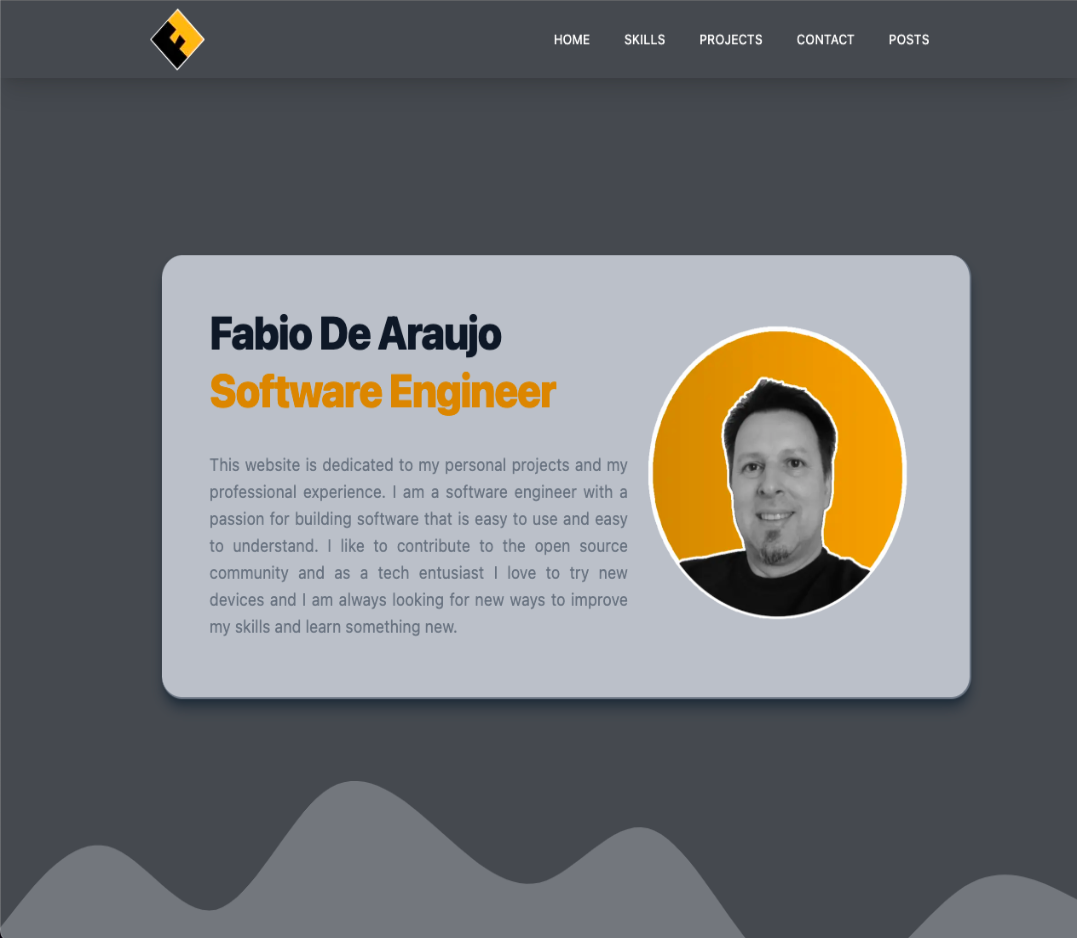 F
HOME SKILLS PROJECTS CONTACT POSTS
Fabio De Araujo
Software Engineer
This website is dedicated to my personal projects and my
professional experience. I am a software engineer with a
passion for building software that is easy to use and easy
to understand. I like to contribute to the open source
community and as a tech entusiast I love to try new
devices and I am always looking for new ways to improve
my skills and learn something new.